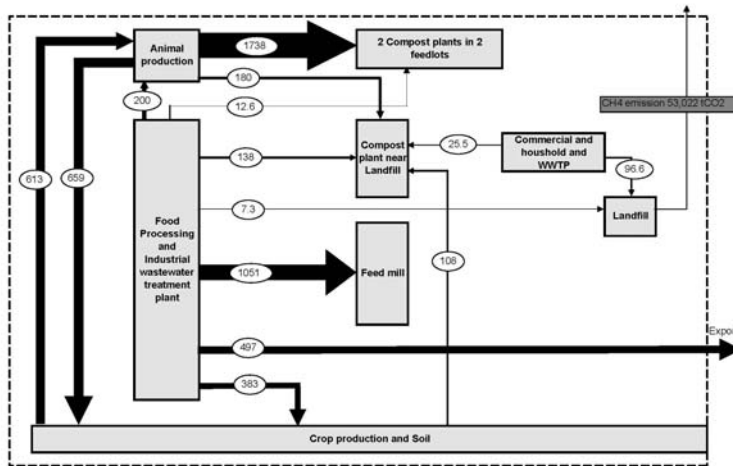 Animal
production
1738
2 Compost plants in 2
feedlots
180
200
12.6
CH4 emission 53,022 tCO2
613
659
138
Compost
plant near
Landfill
25.5
Commercial and
houshold and
WWTP
96.6
7.3
Landfill
Food
Processing
and
Industrial
wastewater
treatment
plant
1051
Feed mill
108
497
Expor
383
Crop production and Soil